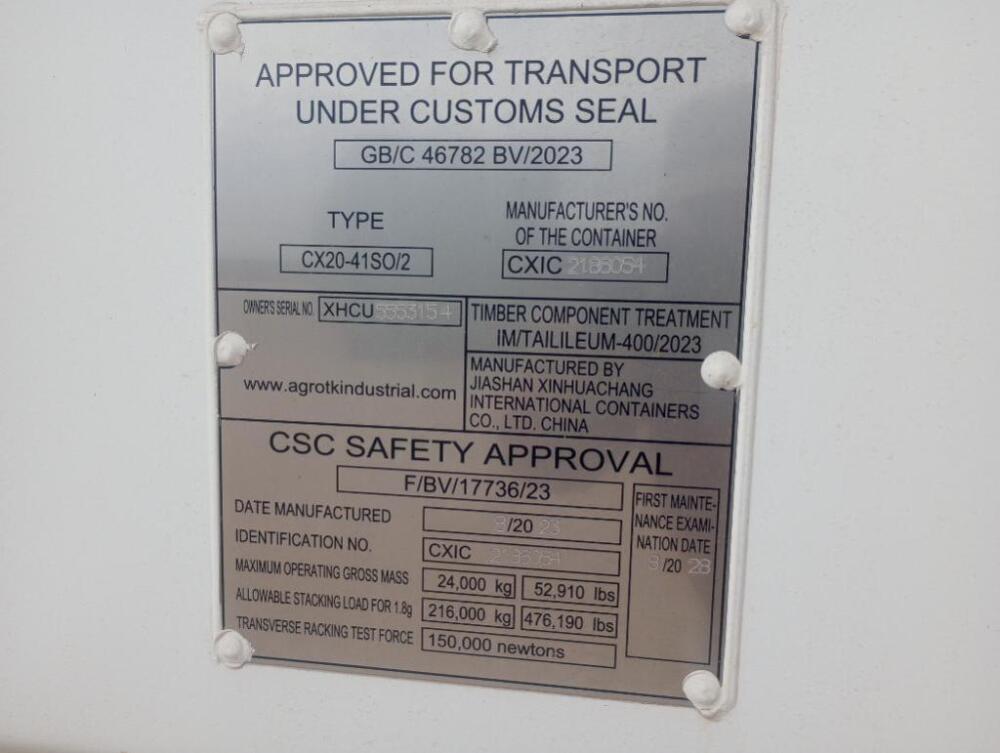 APPROVED FOR TRANSPORT
UNDER CUSTOMS SEAL
GB/C 46782 BV/2023
TYPE
CX20-41SO/2
MANUFACTURER'S NO.
OF THE CONTAINER
CXIC
OWNER'S SERIAL NO. XHCU 5553154
www.agrotkindustrial.com
TIMBER COMPONENT TREATMENT
IM/TAILILEUM-400/2023
MANUFACTURED BY
JIASHAN XINHUACHANG
INTERNATIONAL CONTAINERS
CO., LTD. CHINA
CSC SAFETY APPROVAL
F/BV/17736/23
DATE MANUFACTURED /20 23
IDENTIFICATION NO. CXIC
MAXIMUM OPERATING GROSS MASS 24,000 kg 52,910 lbs
ALLOWABLE STACKING LOAD FOR 1.8g 216,000 kg 476,190 lbs
TRANSVERSE RACKING TEST FORCE 150,000 newtons
FIRST MAINTE-
NANCE EXAMI-
NATION DATE
/20 28